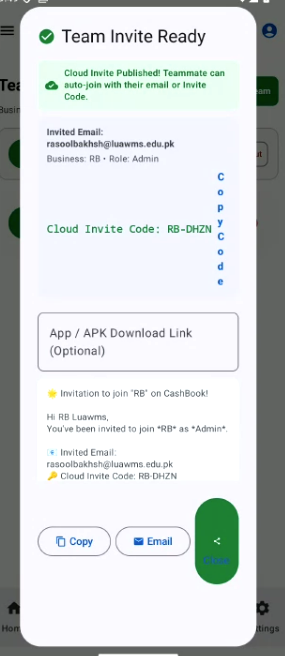 Team Invite Ready
Cloud Invite Published! Teammate can
auto-join with their email or Invite
Code.
Invited Email:
rasoolbakhsh@luawms.edu.pk
Business: RB • Role: Admin
Cloud Invite Code: RB-DHZN
Copy Code
App / APK Download Link
(Optional)
🌟 Invitation to join "RB" on CashBook!
Hi RB Luawms,
You've been invited to join *RB* as *Admin*.
📧 Invited Email:
rasoolbakhsh@luawms.edu.pk
🔑 Cloud Invite Code: RB-DHZN
Copy
Email